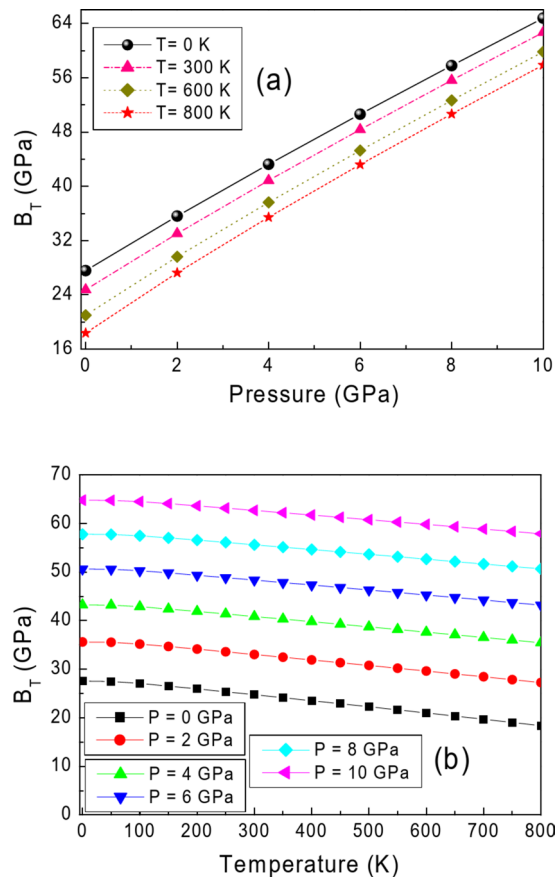 64
56
48
40
32
24
16
B_T (GPa)
T= 0 K
T= 300 K
T= 600 K
T= 800 K
(a)
0 2 4 6 8 10
Pressure (GPa)
70
60
50
40
30
20
10
0
B_T (GPa)
P = 0 GPa
P = 2 GPa
P = 4 GPa
P = 6 GPa
P = 8 GPa
P = 10 GPa
(b)
0 100 200 300 400 500 600 700 800
Temperature (K)